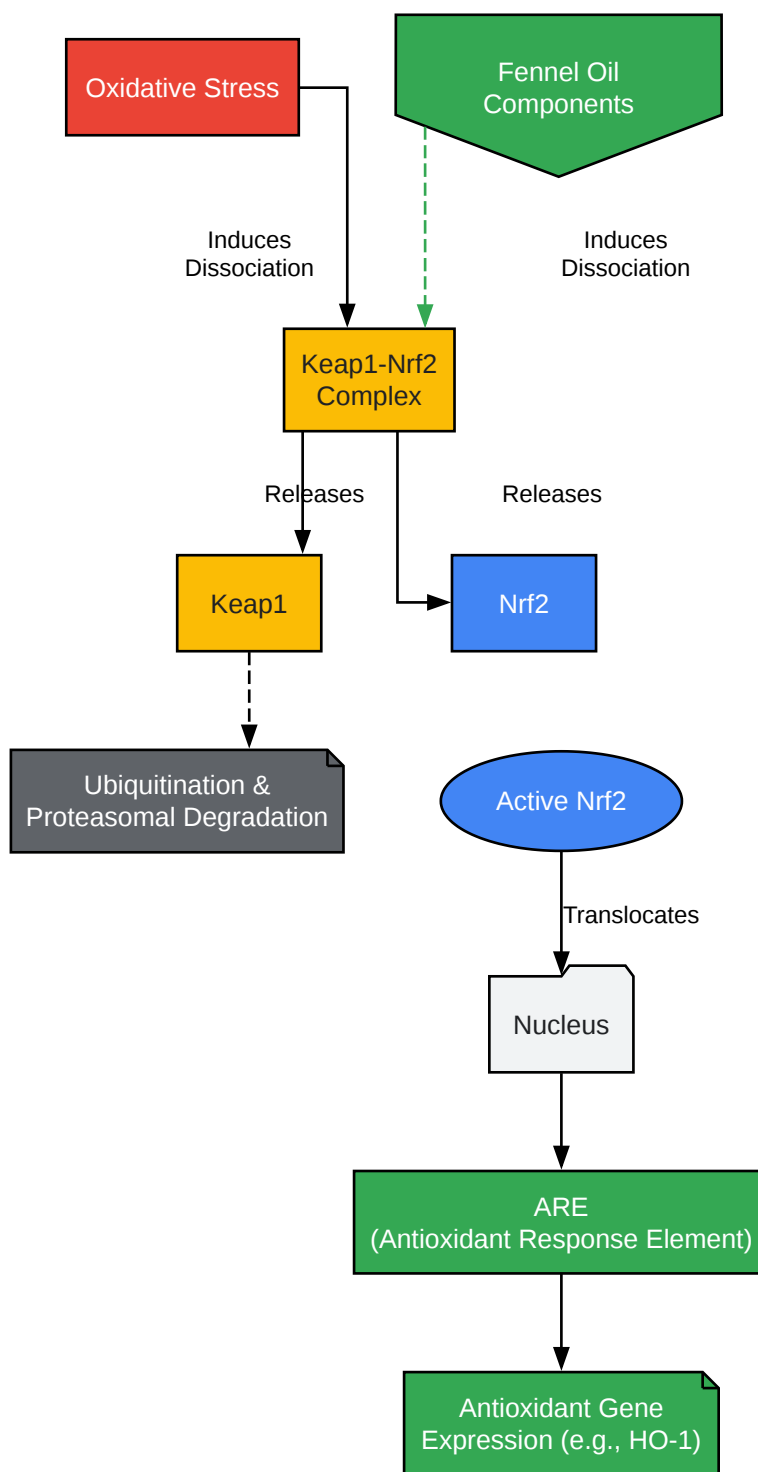 Oxidative Stress
Fennel Oil
Components
Induces
Dissociation
Induces
Dissociation
Keap1-Nrf2
Complex
Releases
Releases
Keap1
Nrf2
Ubiquitination &
Proteasomal Degradation
Active Nrf2
Translocates
Nucleus
ARE
(Antioxidant Response Element)
Antioxidant Gene
Expression (e.g., HO-1)